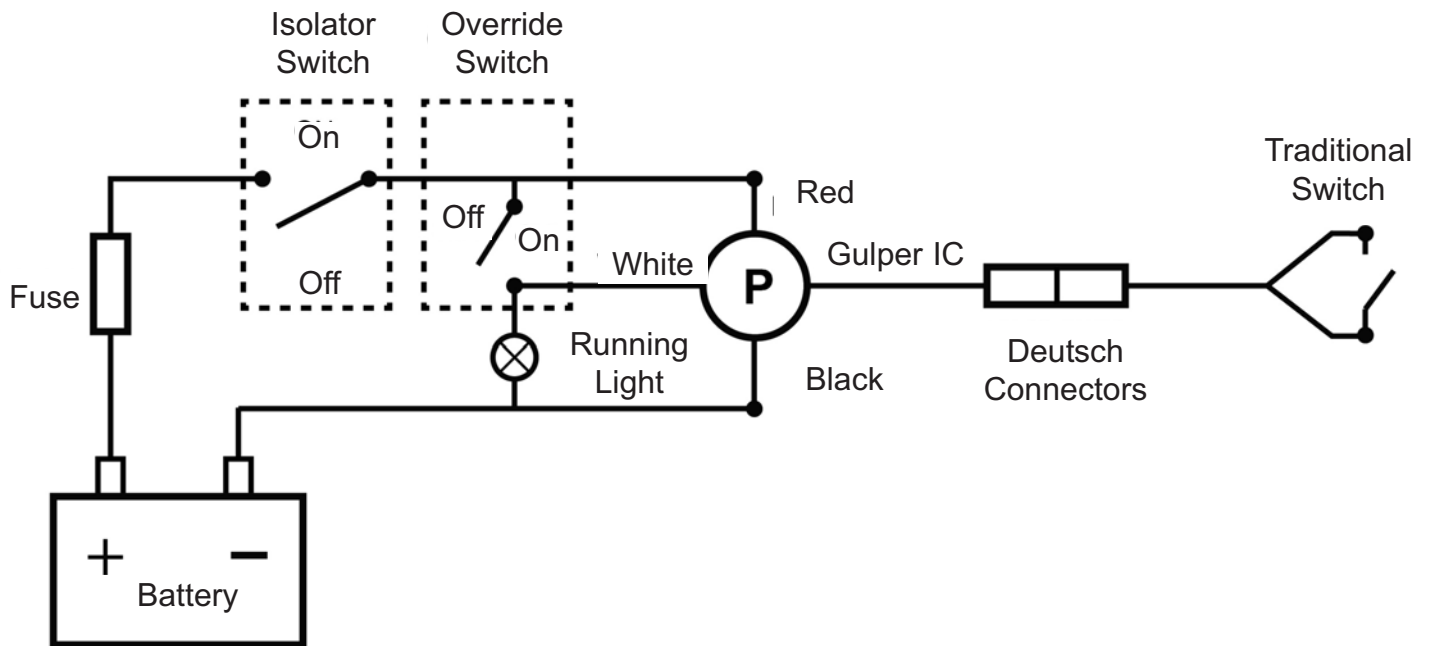 Isolator
Switch
Override
Switch
On
Off
Off
On
Fuse
White
Red
P
Gulper IC
Black
Running
Light
Deutsch
Connectors
Traditional
Switch
+ −
Battery